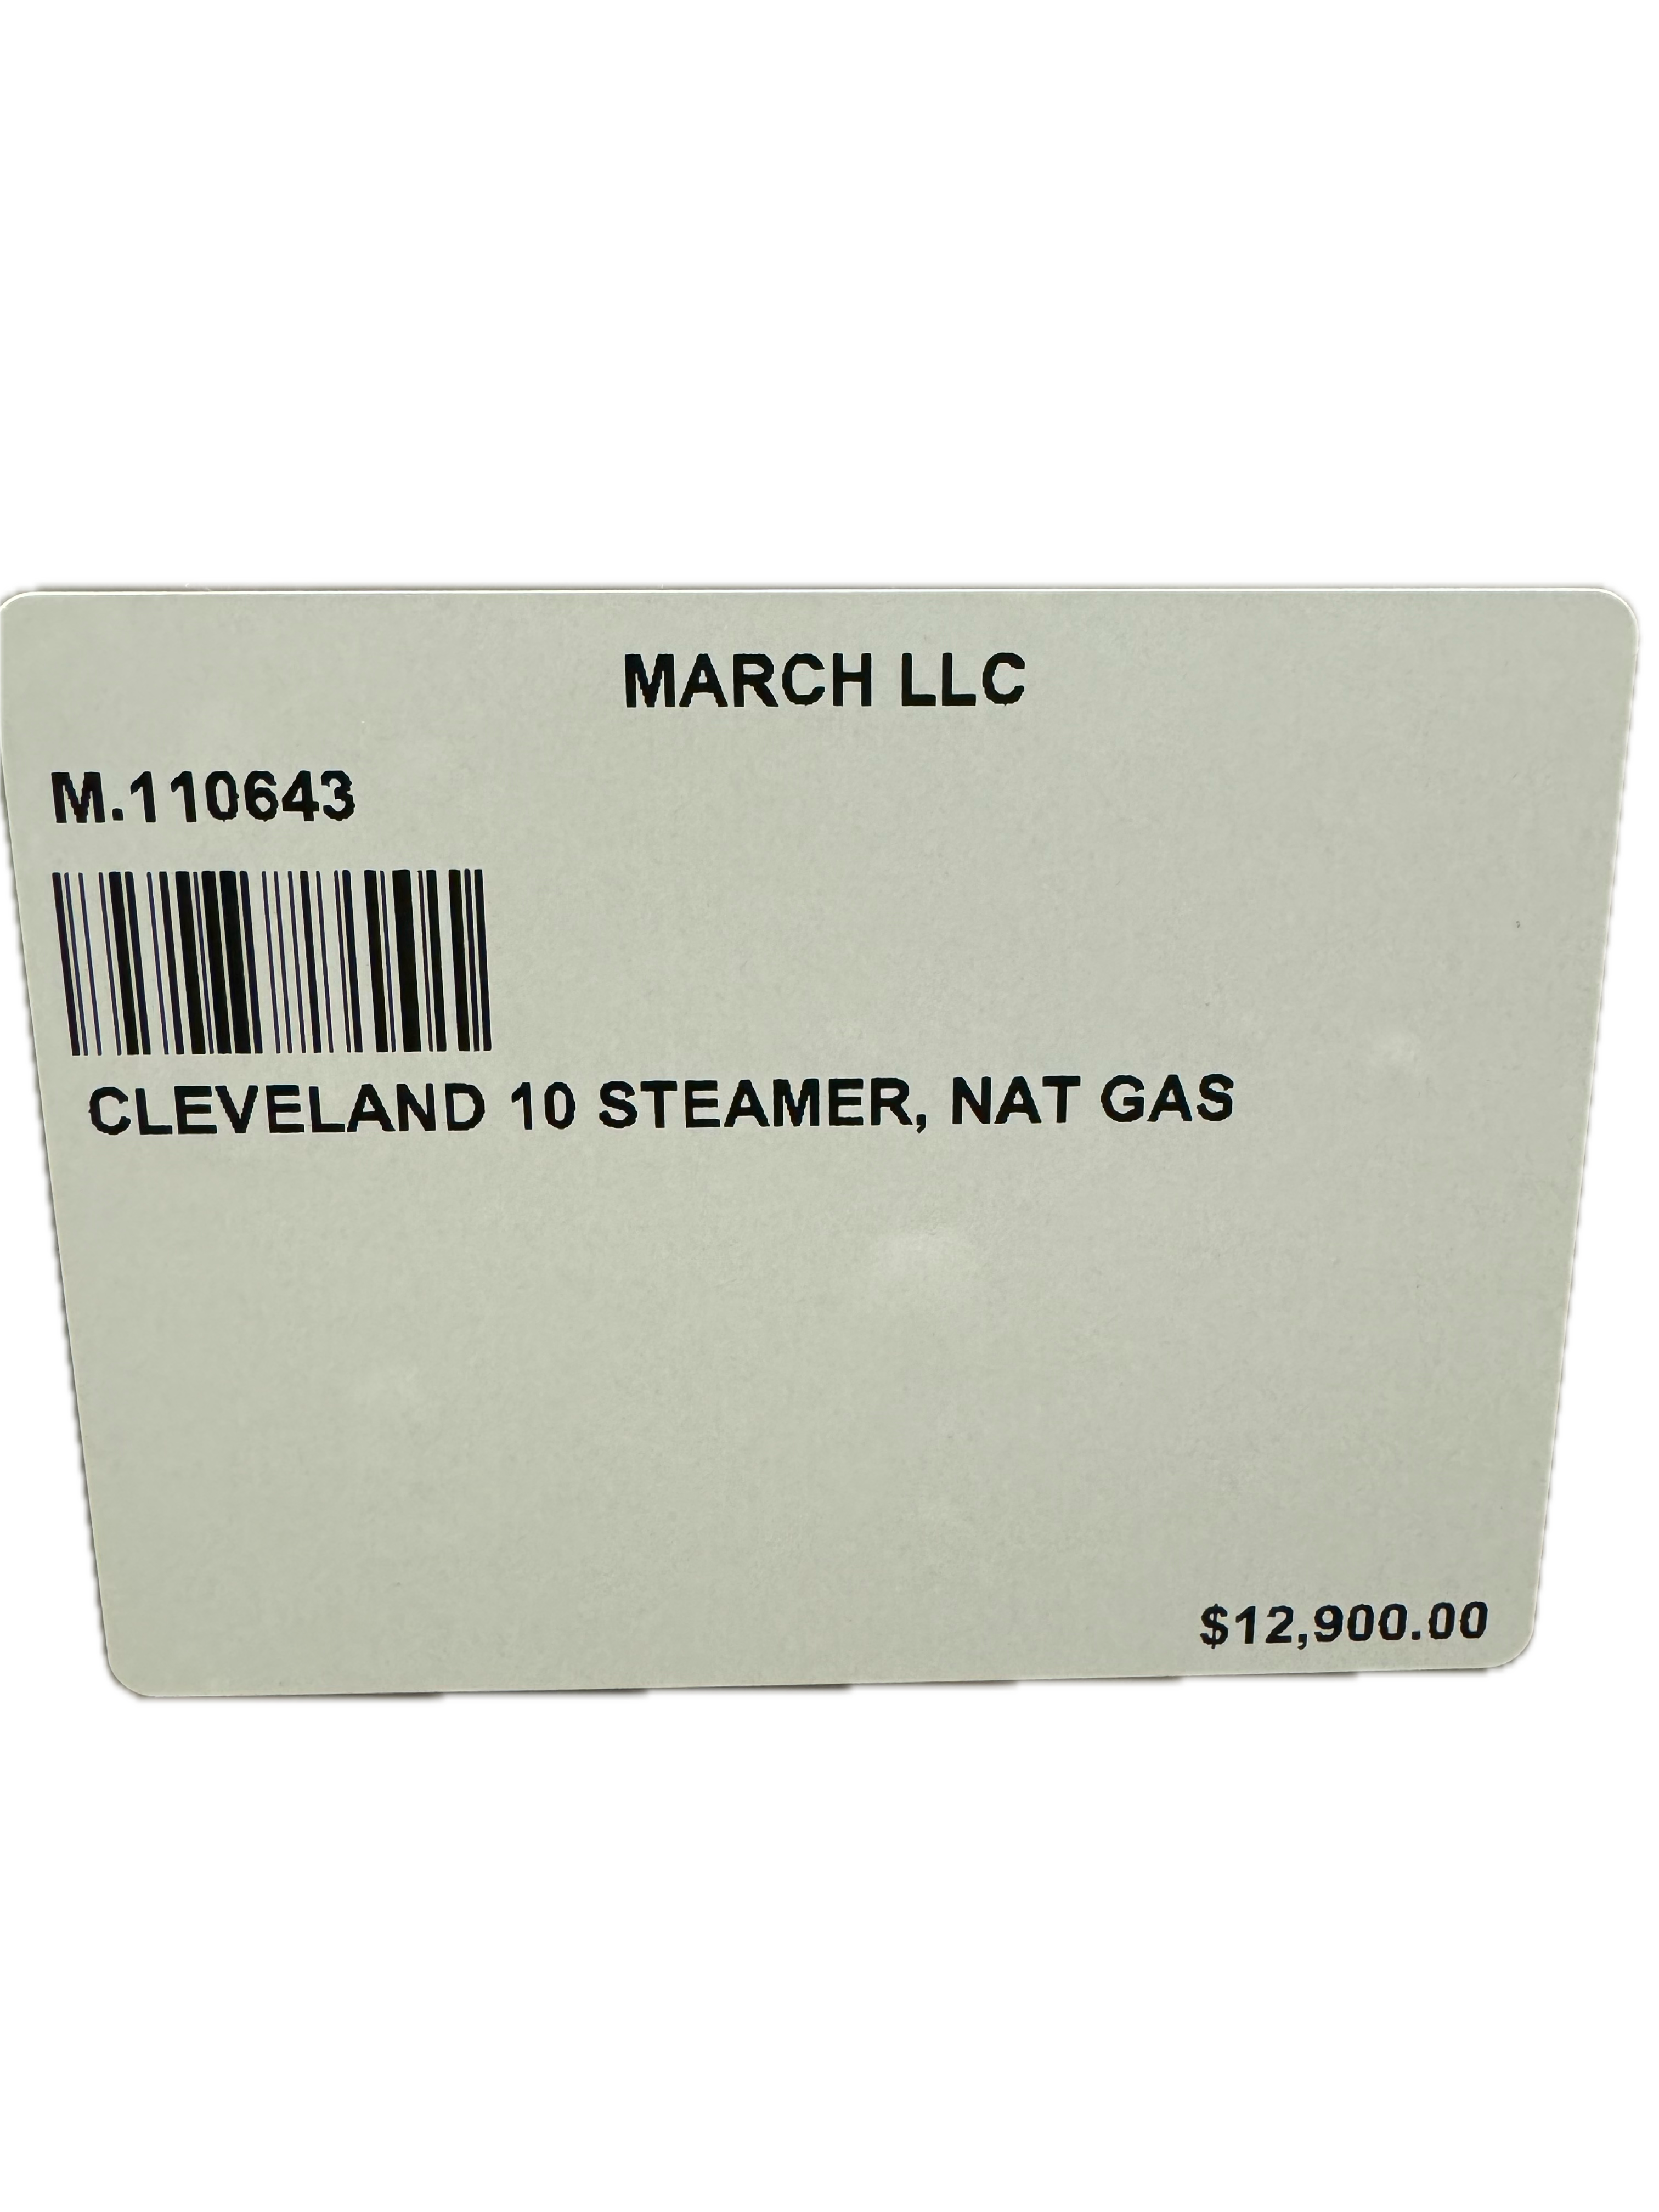 MARCH LLC
M.110643
CLEVELAND 10 STEAMER, NAT GAS
$12,900.00